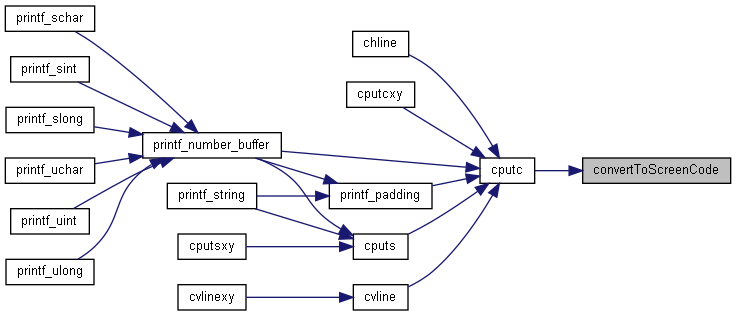 printf_schar
printf_sint
printf_slong
printf_uchar
printf_uint
printf_ulong
printf_number_buffer
printf_string
cputsxy
cvlinexy
chline
cputcxy
printf_padding
cputs
cvline
cputc
convertToScreenCode